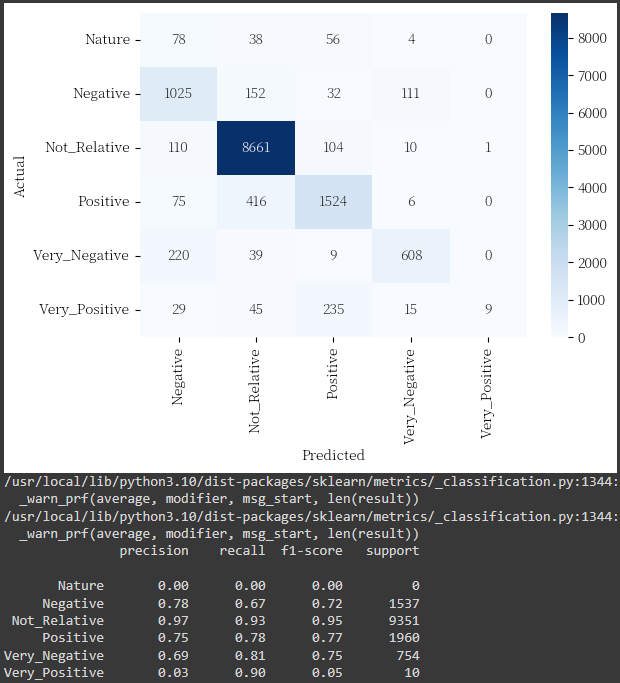 Nature 78 38 56 4 0
Negative 1025 152 32 111 0
Not_Relative 110 8661 104 10 1
Positive 75 416 1524 6 0
Very_Negative 220 39 9 608 0
Very_Positive 29 45 235 15 9
Actual
Negative Not_Relative Positive Very_Negative Very_Positive
Predicted
8000
7000
6000
5000
4000
3000
2000
1000
0
/usr/local/lib/python3.10/dist-packages/sklearn/metrics/_classification.py:1344:
_warn_prf(average, modifier, msg_start, len(result))
/usr/local/lib/python3.10/dist-packages/sklearn/metrics/_classification.py:1344:
_warn_prf(average, modifier, msg_start, len(result))
precision recall f1-score support
Nature 0.00 0.00 0.00 0
Negative 0.78 0.67 0.72 1537
Not_Relative 0.97 0.93 0.95 9351
Positive 0.75 0.78 0.77 1960
Very_Negative 0.69 0.81 0.75 754
Very_Positive 0.03 0.90 0.05 10